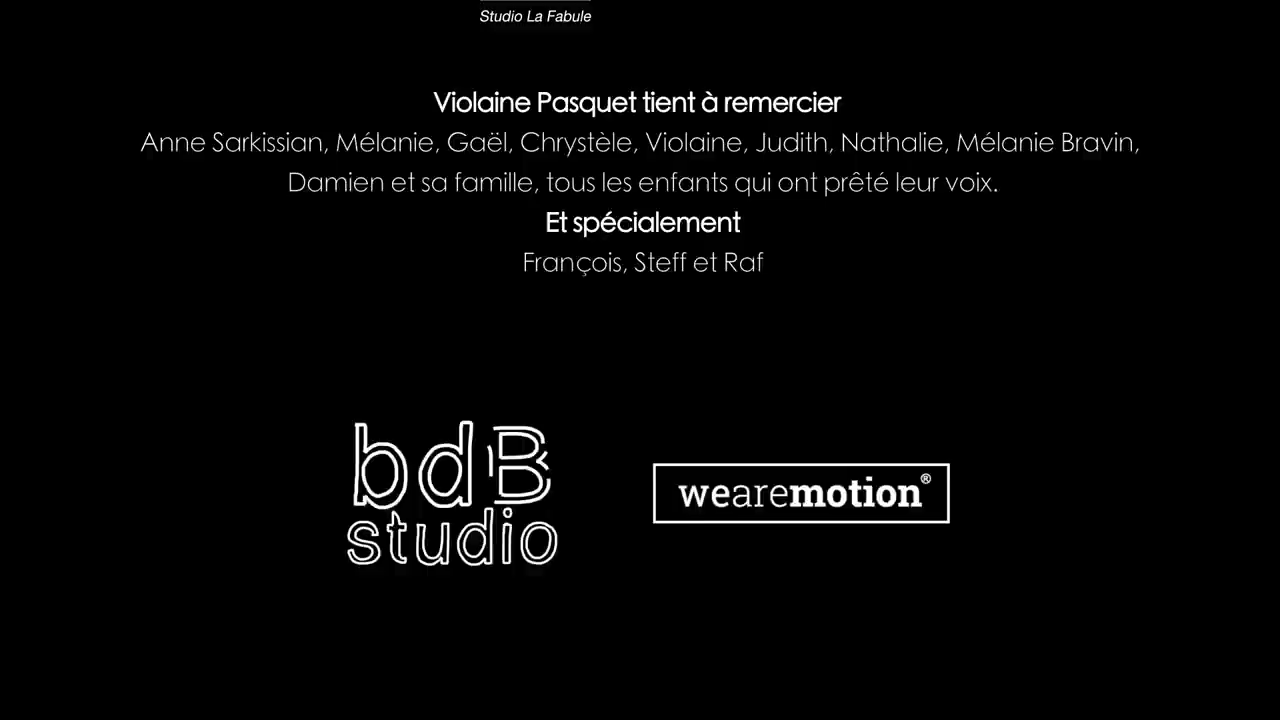 Studio La Fabule
Violaine Pasquet tient à remercier
Anne Sarkissian, Mélanie, Gaël, Chrystèle, Violaine, Judith, Nathalie, Mélanie Bravin,
Damien et sa famille, tous les enfants qui ont prêté leur voix.
Et spécialement
François, Steff et Raf
bdB
studio
wearemotion®